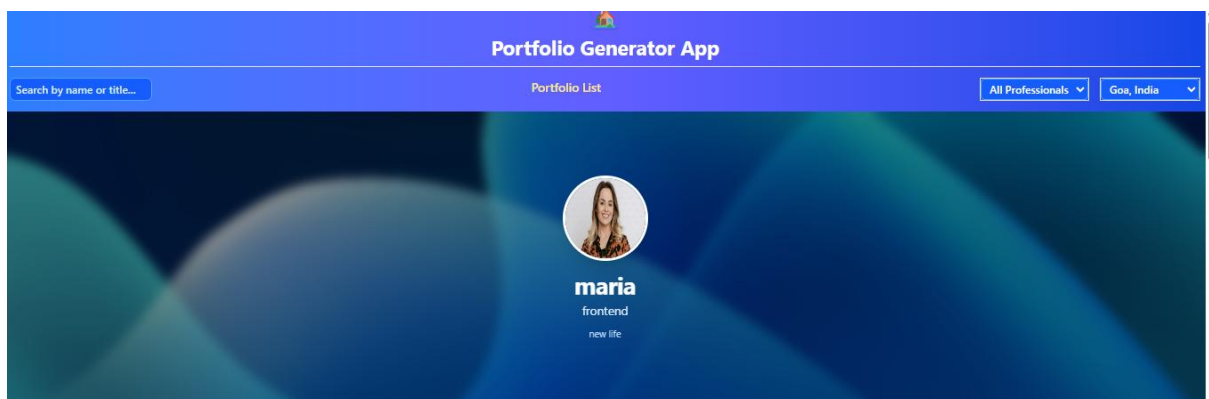 Portfolio Generator App
Search by name or title...
Portfolio List
All Professionals
Goa, India
maria
frontend
new life